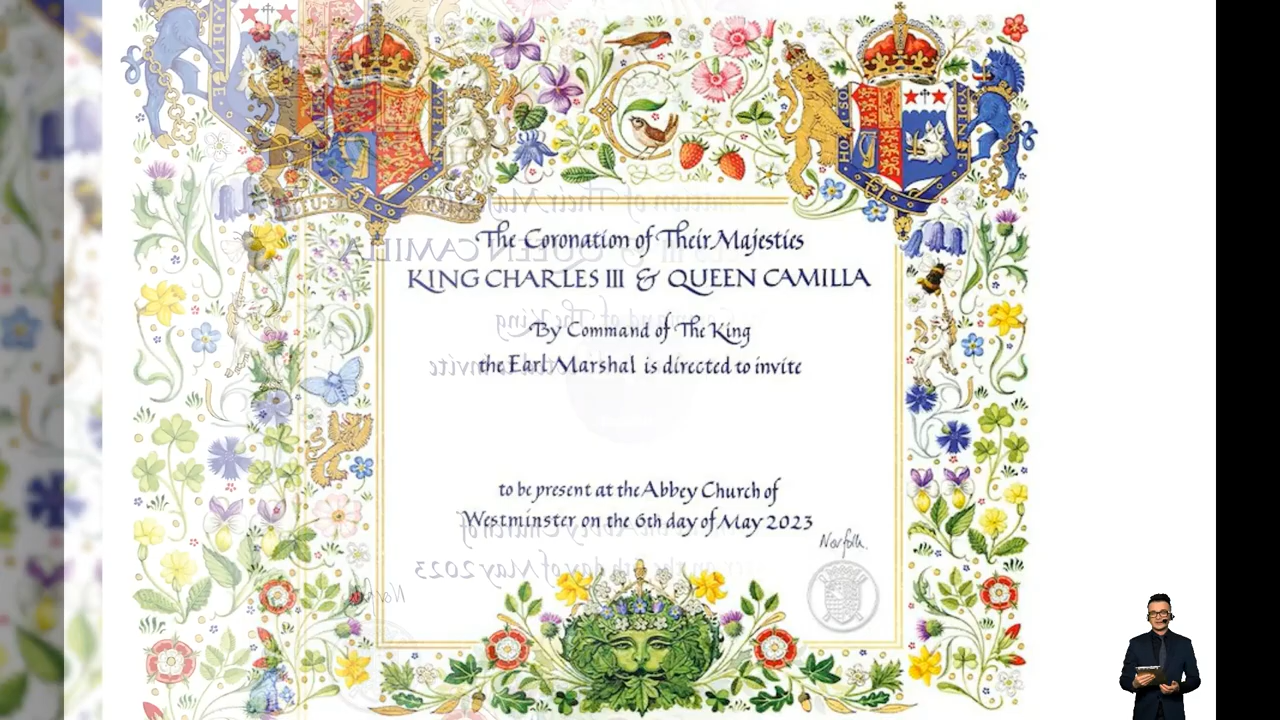 The Coronation of Their Majesties
KING CHARLES III & QUEEN CAMILLA
By Command of The King
the Earl Marshal is directed to invite
to be present at the Abbey Church of
Westminster on the 6th day of May 2023
Norfolk.